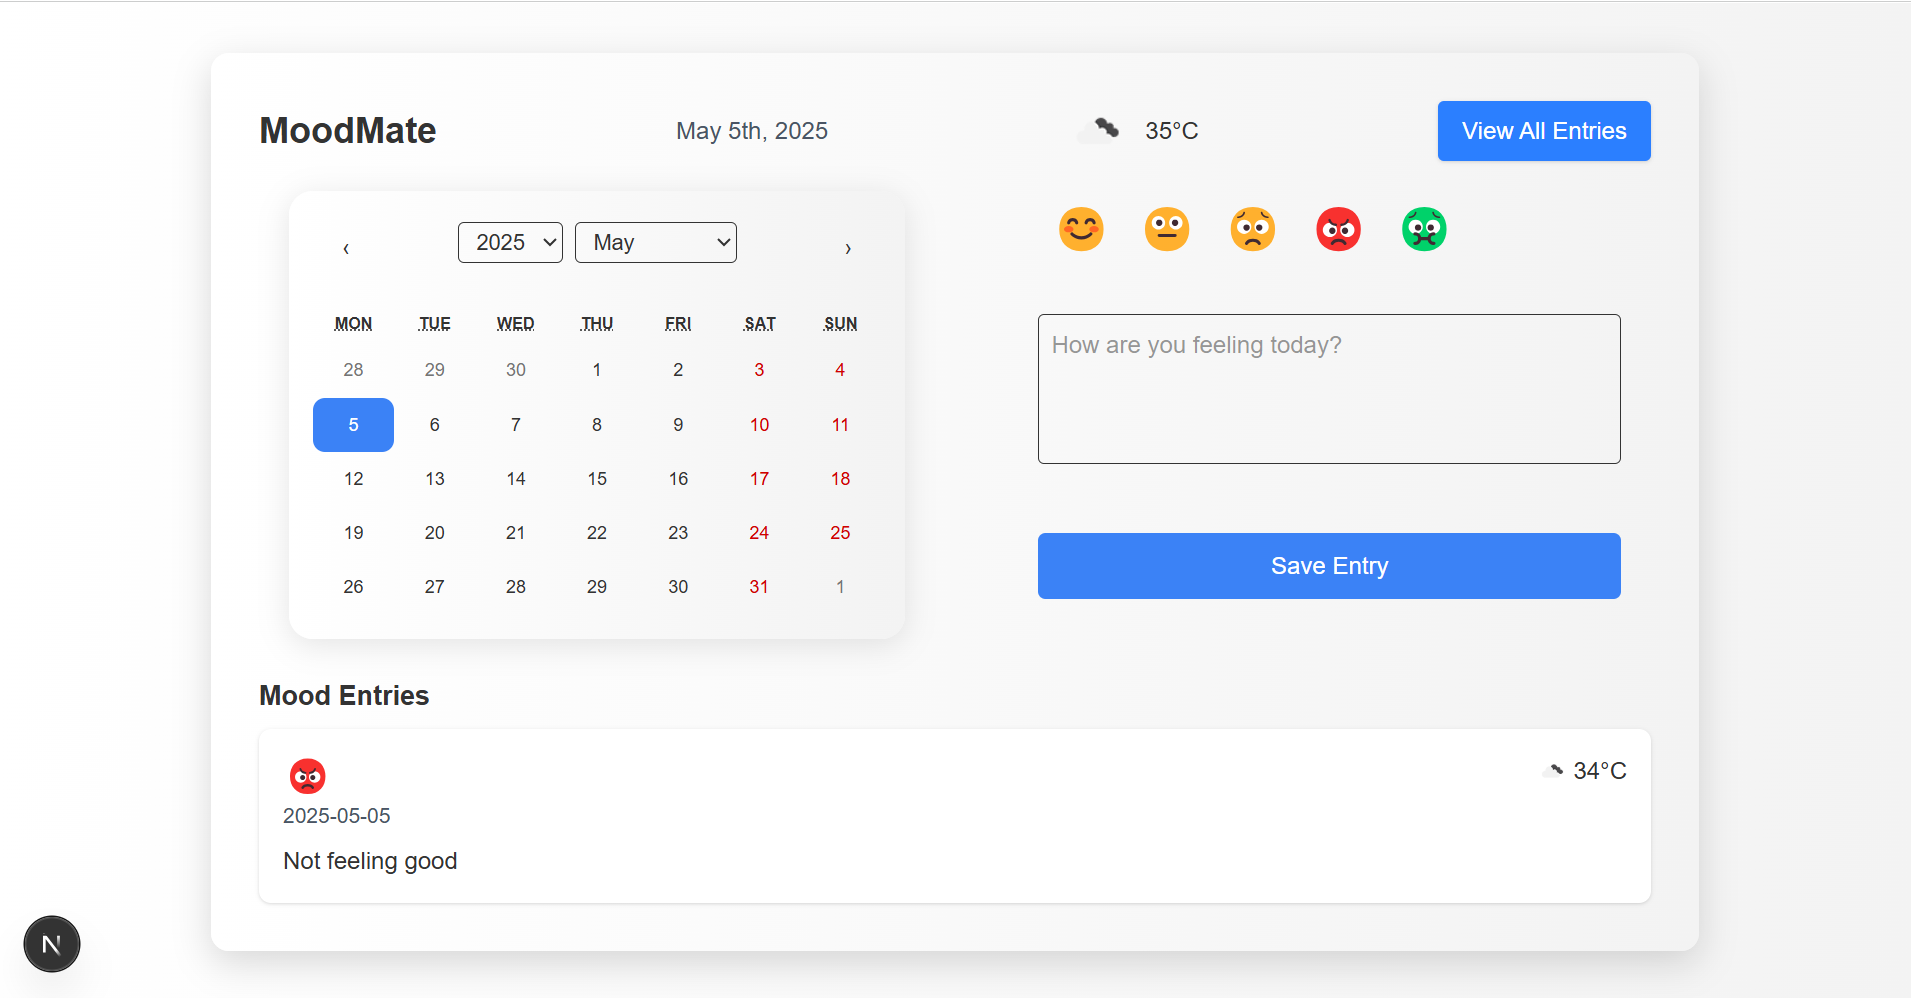 MoodMate May 5th, 2025 35°C View All Entries
‹ 2025 May ›
MON TUE WED THU FRI SAT SUN
28 29 30 1 2 3 4
5 6 7 8 9 10 11
12 13 14 15 16 17 18
19 20 21 22 23 24 25
26 27 28 29 30 31 1
How are you feeling today?
Save Entry
Mood Entries
34°C
2025-05-05
Not feeling good
N